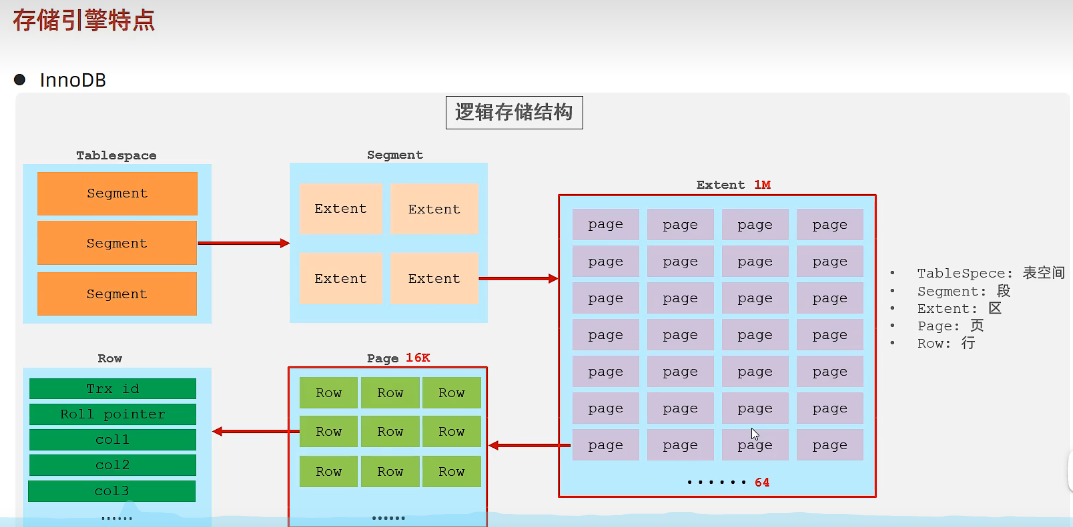 存储引擎特点
● InnoDB
逻辑存储结构
Tablespace
Segment
Segment
Segment
Segment
Extent Extent
Extent Extent
Extent 1M
page page page page
page page page page
page page page page
page page page page
page page page page
page page page page
page page page page
...... 64
• TableSpece: 表空间
• Segment: 段
• Extent: 区
• Page: 页
• Row: 行
Row
Trx id
Roll pointer
col1
col2
col3
......
Page 16K
Row Row Row
Row Row Row
Row Row Row
......